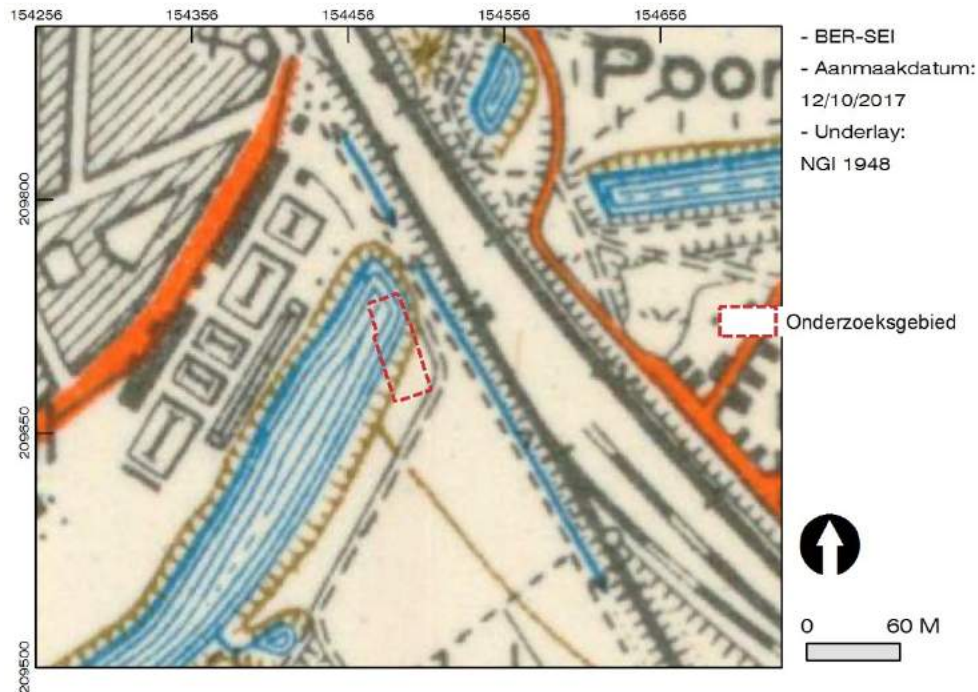 154256
154356
154456
154556
154656
- BER-SEI
- Aanmaakdatum:
12/10/2017
- Underlay:
NGI 1948
Poor
209800
Onderzoeksgebied
209650
209500
0
60 M